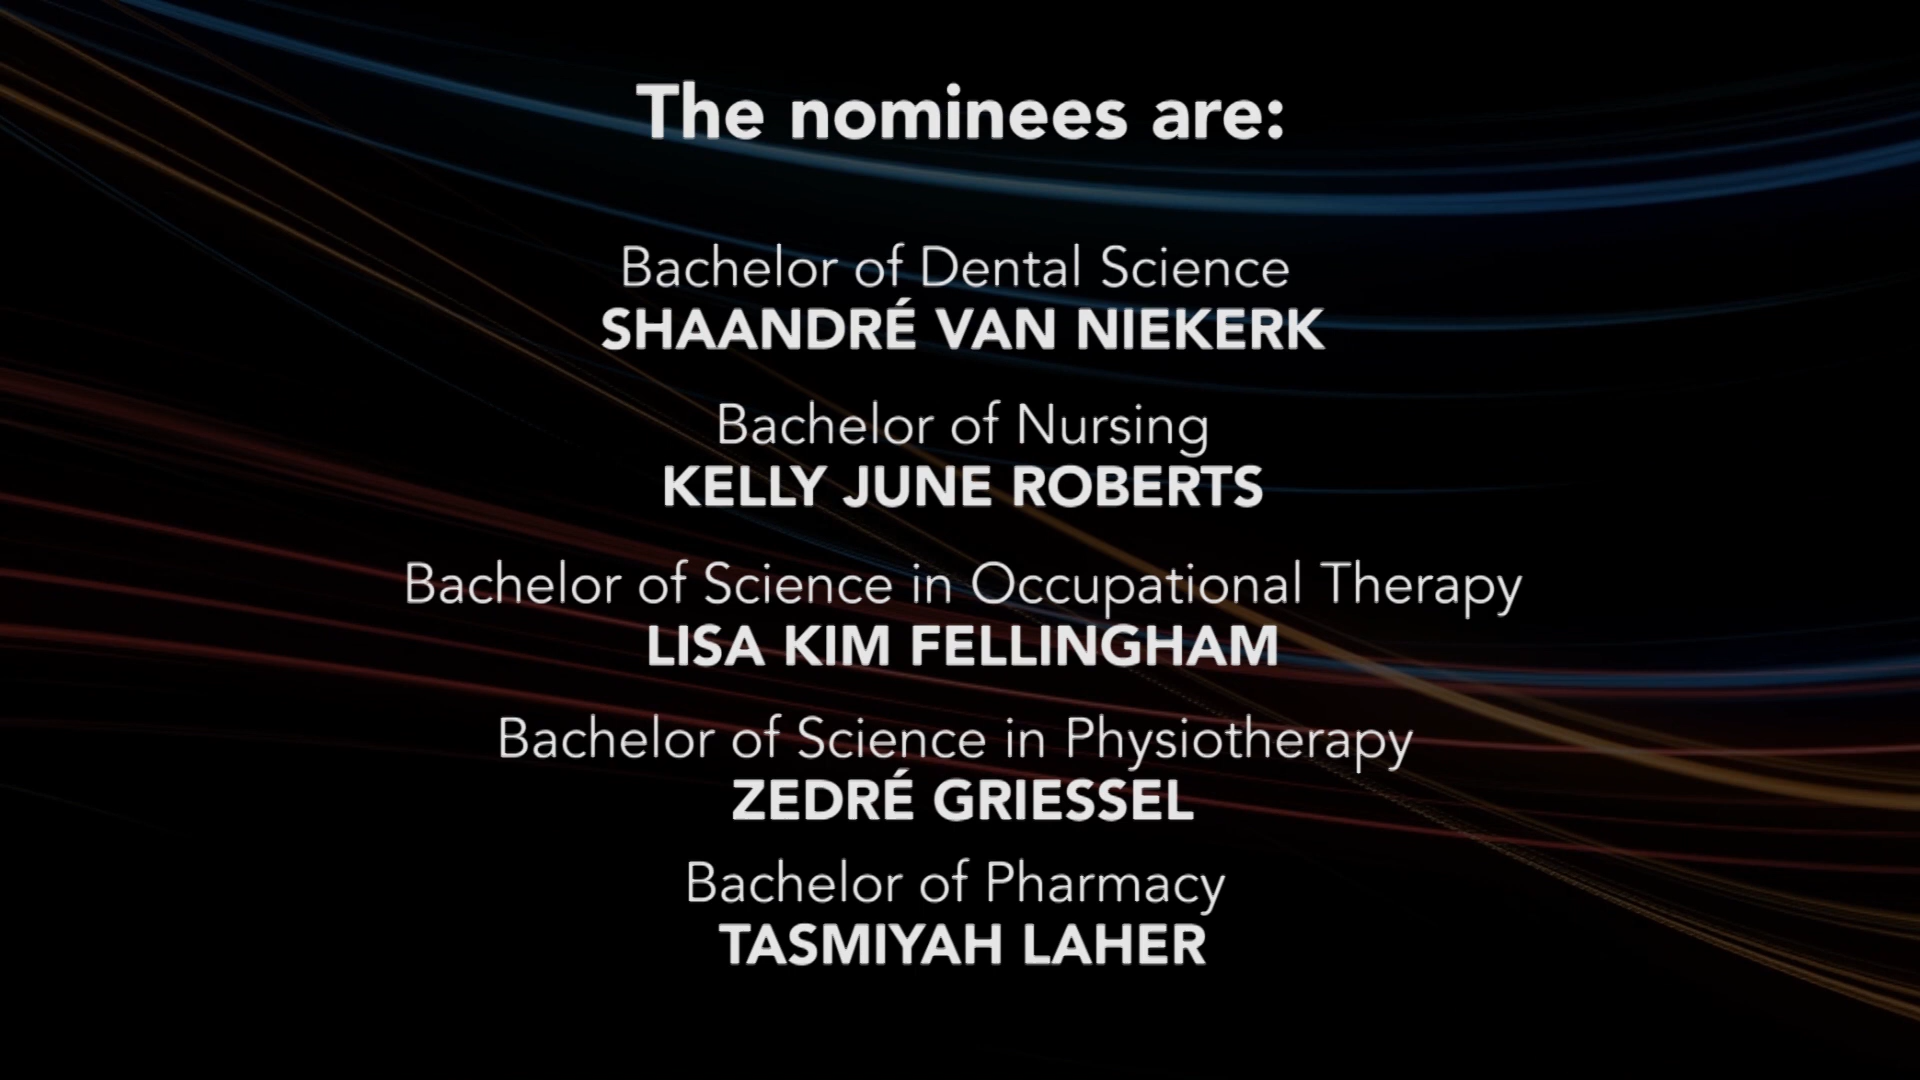 The nominees are:
Bachelor of Dental Science
SHAANDRÉ VAN NIEKERK
Bachelor of Nursing
KELLY JUNE ROBERTS
Bachelor of Science in Occupational Therapy
LISA KIM FELLINGHAM
Bachelor of Science in Physiotherapy
ZEDRÉ GRIESSEL
Bachelor of Pharmacy
TASMIYAH LAHER